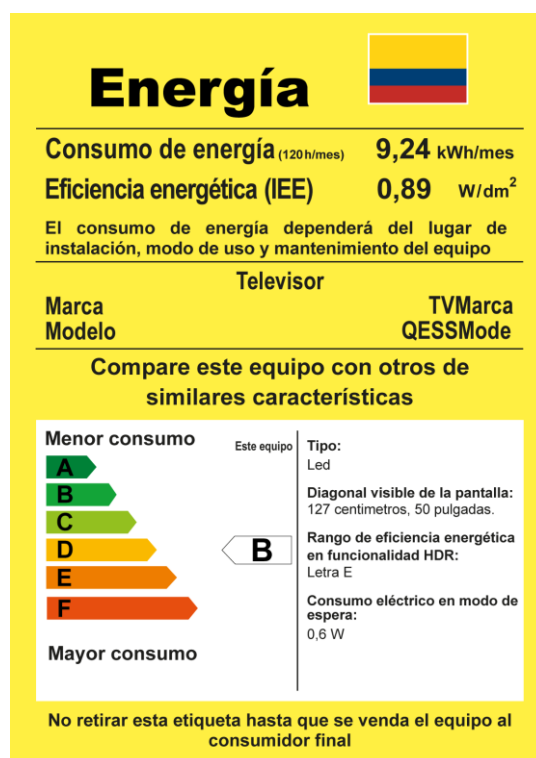 Energía
Consumo de energía (120 h/mes) 9,24 kWh/mes
Eficiencia energética (IEE) 0,89 W/dm²
El consumo de energía dependerá del lugar de
instalación, modo de uso y mantenimiento del equipo
Televisor
Marca TVMarca
Modelo QESSMode
Compare este equipo con otros de
similares características
Menor consumo
A
B
C
D
E
F
Mayor consumo
Este equipo
B
Tipo:
Led
Diagonal visible de la pantalla:
127 centimetros, 50 pulgadas.
Rango de eficiencia energética
en funcionalidad HDR:
Letra E
Consumo eléctrico en modo de
espera:
0,6 W
No retirar esta etiqueta hasta que se venda el equipo al
consumidor final